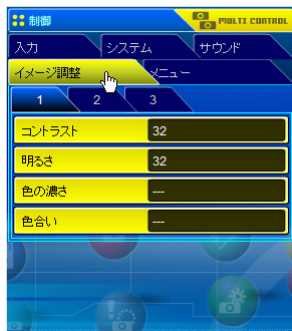 制御
MULTI CONTROL
入力 システム サウンド
イメージ調整 メニュー
1 2 3
コントラスト 32
明るさ 32
色の濃さ ---
色合い ---